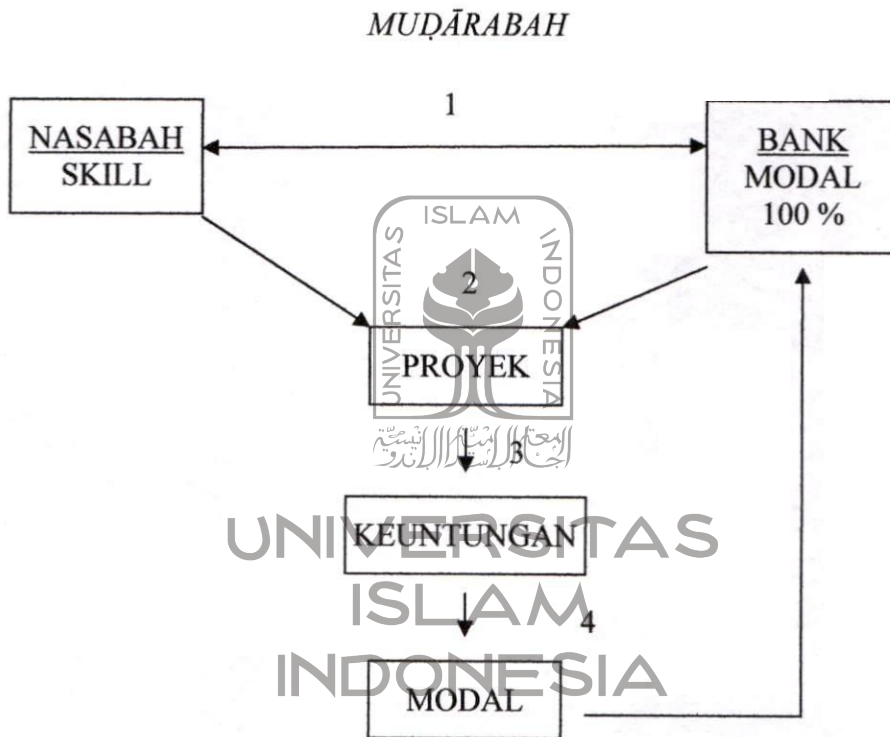 MUḌĀRABAH
1
NASABAH
SKILL
BANK
MODAL
100 %
ISLAM
UNIVERSITAS
INDONESIA
2
PROYEK
3
KEUNTUNGAN
UNIVERSITAS
ISLAM
4
INDONESIA
MODAL